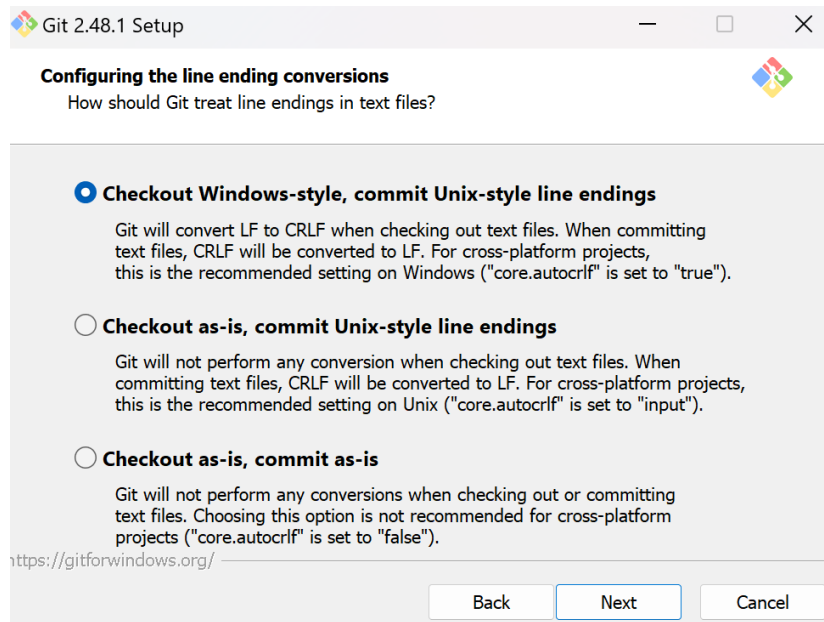 Git 2.48.1 Setup
Configuring the line ending conversions
How should Git treat line endings in text files?
Checkout Windows-style, commit Unix-style line endings
Git will convert LF to CRLF when checking out text files. When committing
text files, CRLF will be converted to LF. For cross-platform projects,
this is the recommended setting on Windows ("core.autocrlf" is set to "true").
Checkout as-is, commit Unix-style line endings
Git will not perform any conversion when checking out text files. When
committing text files, CRLF will be converted to LF. For cross-platform projects,
this is the recommended setting on Unix ("core.autocrlf" is set to "input").
Checkout as-is, commit as-is
Git will not perform any conversions when checking out or committing
text files. Choosing this option is not recommended for cross-platform
projects ("core.autocrlf" is set to "false").
https://gitforwindows.org/
Back Next Cancel